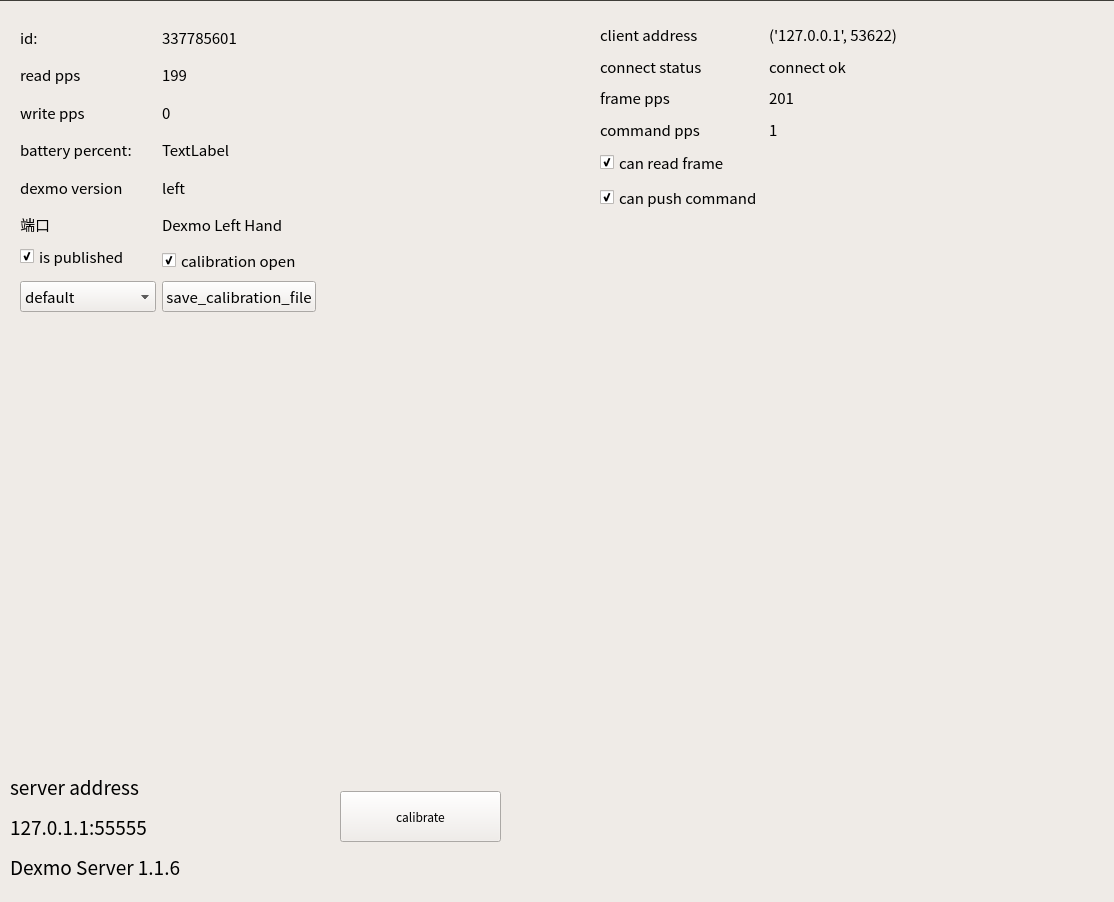 id: 337785601
read pps 199
write pps 0
battery percent: TextLabel
dexmo version left
端口 Dexmo Left Hand
is published calibration open
default save_calibration_file
client address ('127.0.0.1', 53622)
connect status connect ok
frame pps 201
command pps 1
can read frame
can push command
server address
127.0.1.1:55555
Dexmo Server 1.1.6
calibrate